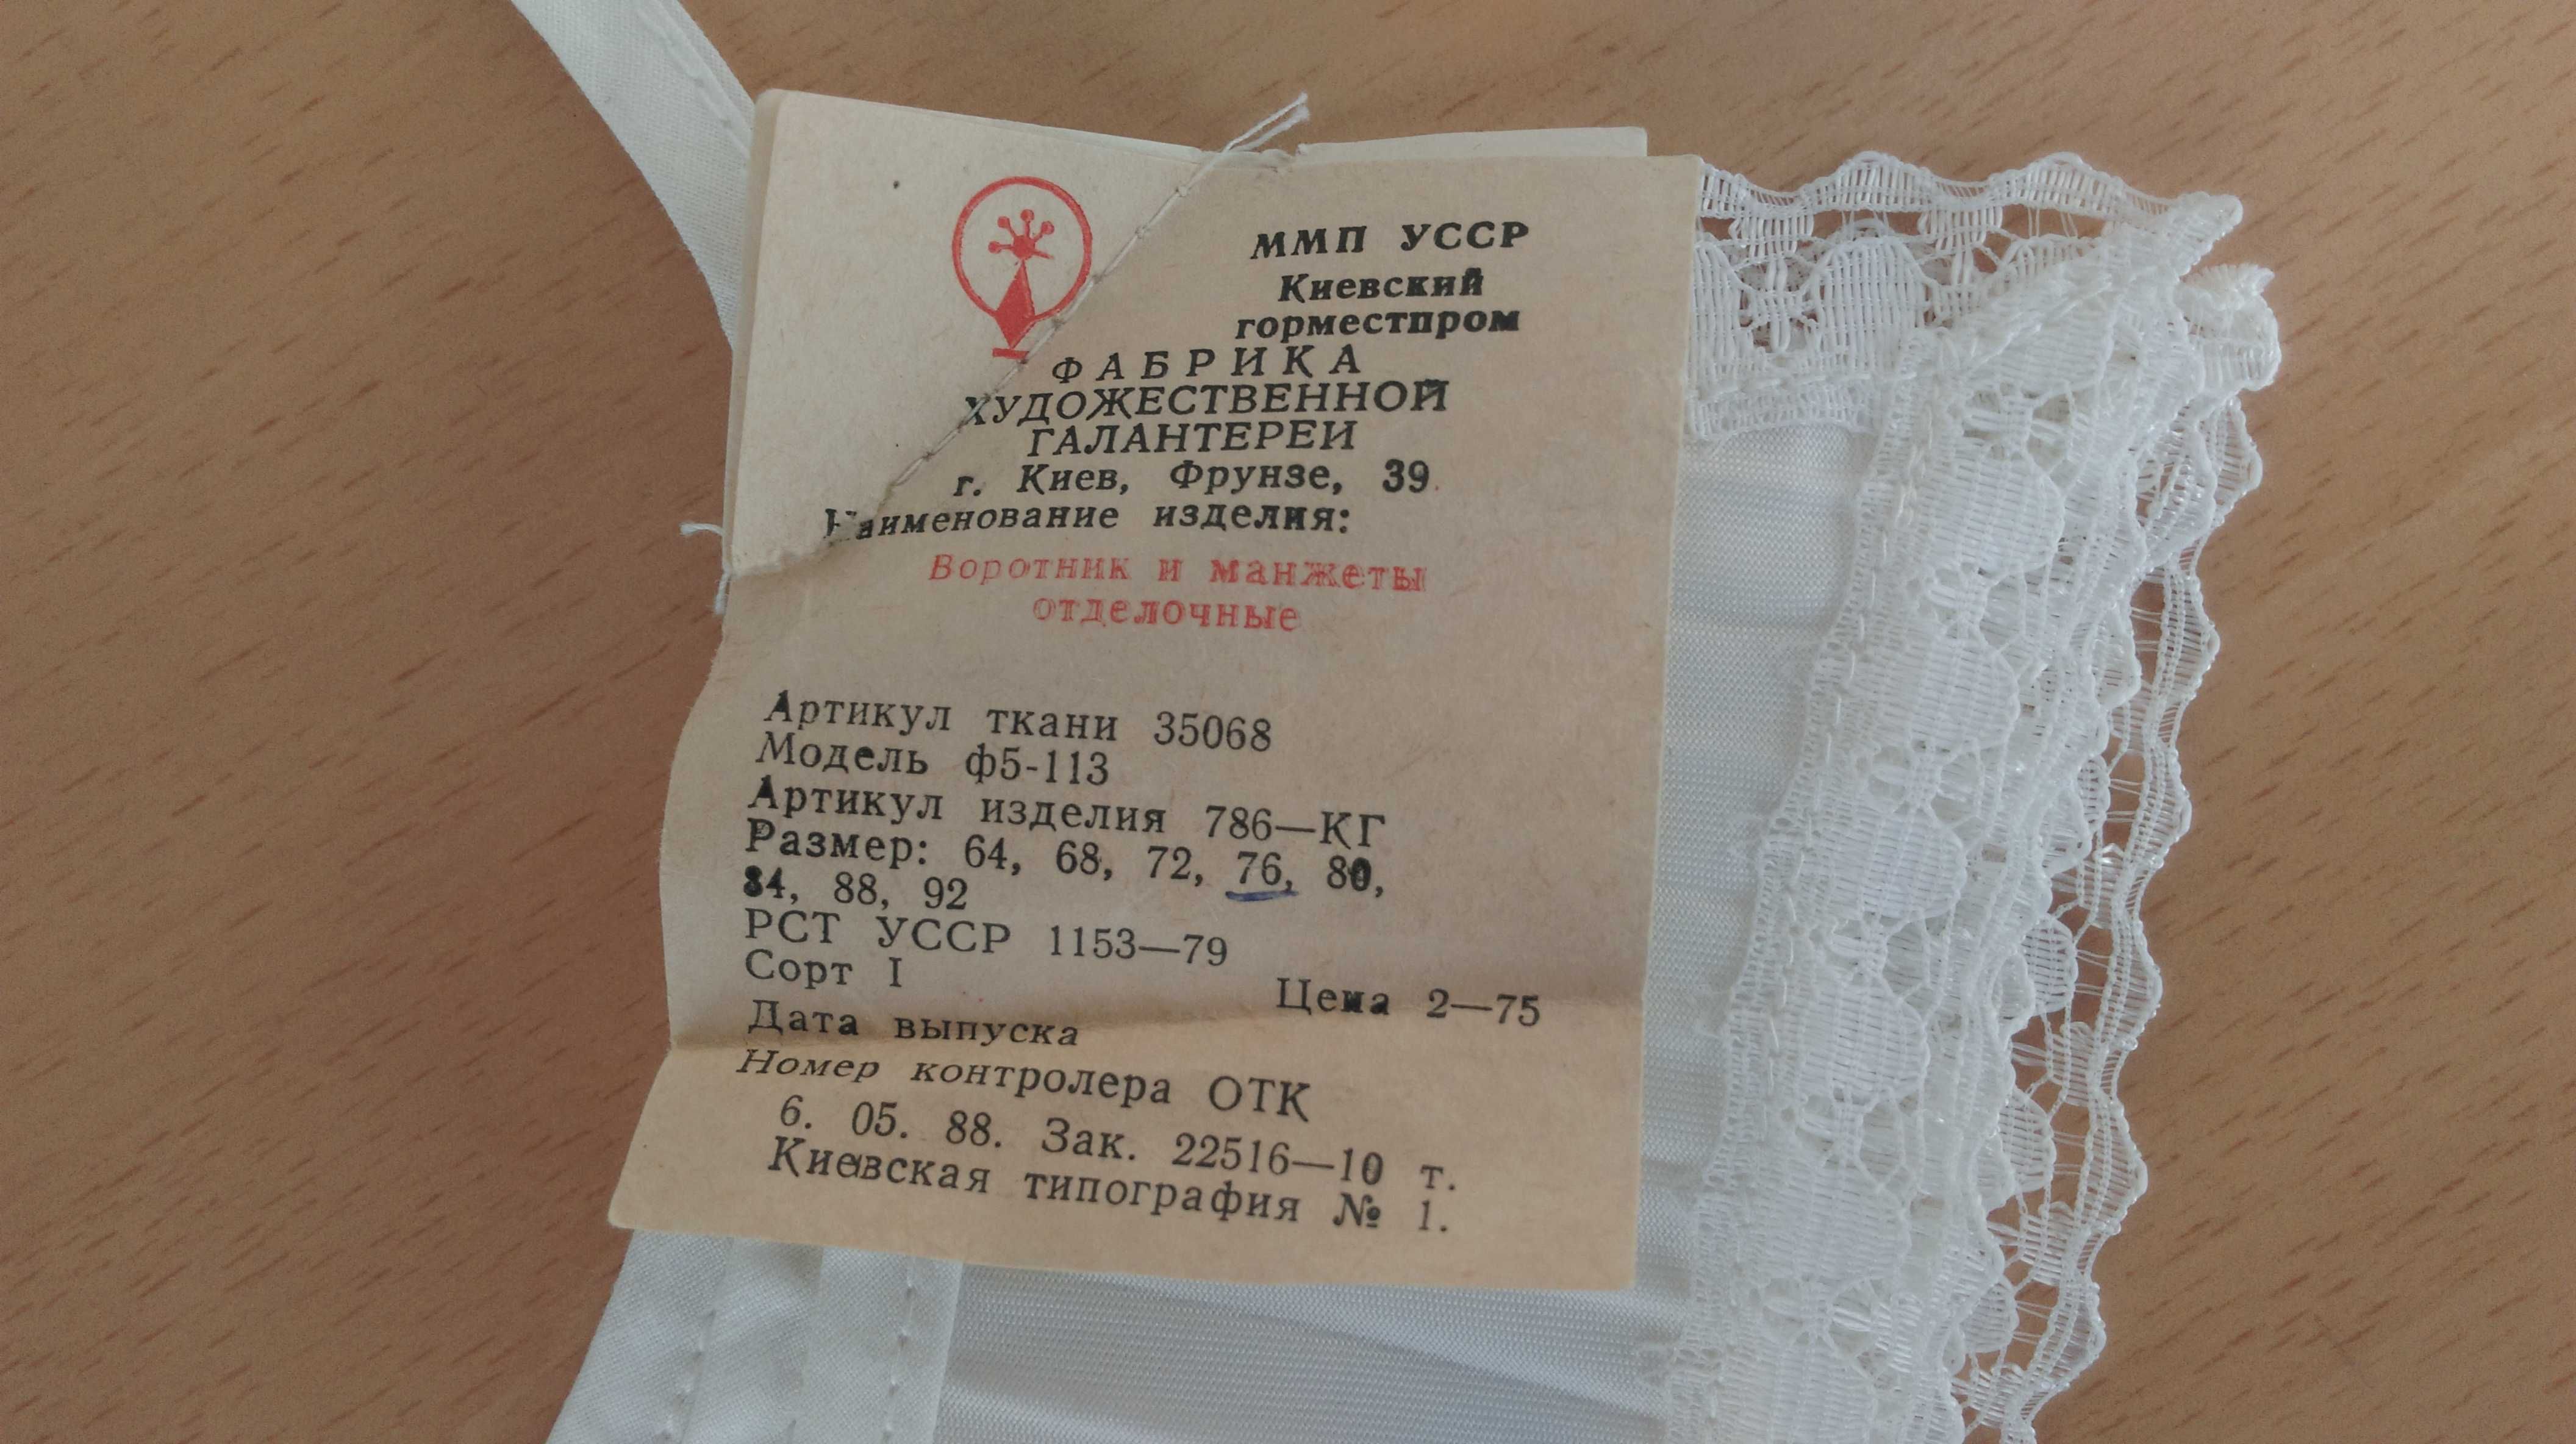 ММП УССР
Киевский
горместпром
ФАБРИКА
ХУДОЖЕСТВЕННОЙ
ГАЛАНТЕРЕИ
г. Киев, Фрунзе, 39
Наименование изделия:
Воротник и манжеты
отделочные
Артикул ткани 35068
Модель ф5-113
Артикул изделия 786—КГ
Размер: 64, 68, 72, 76, 80,
84, 88, 92
РСТ УССР 1153—79
Сорт I
Цена 2—75
Дата выпуска
Номер контролера ОТК
6. 05. 88. Зак. 22516—10 т.
Киевская типография № 1.